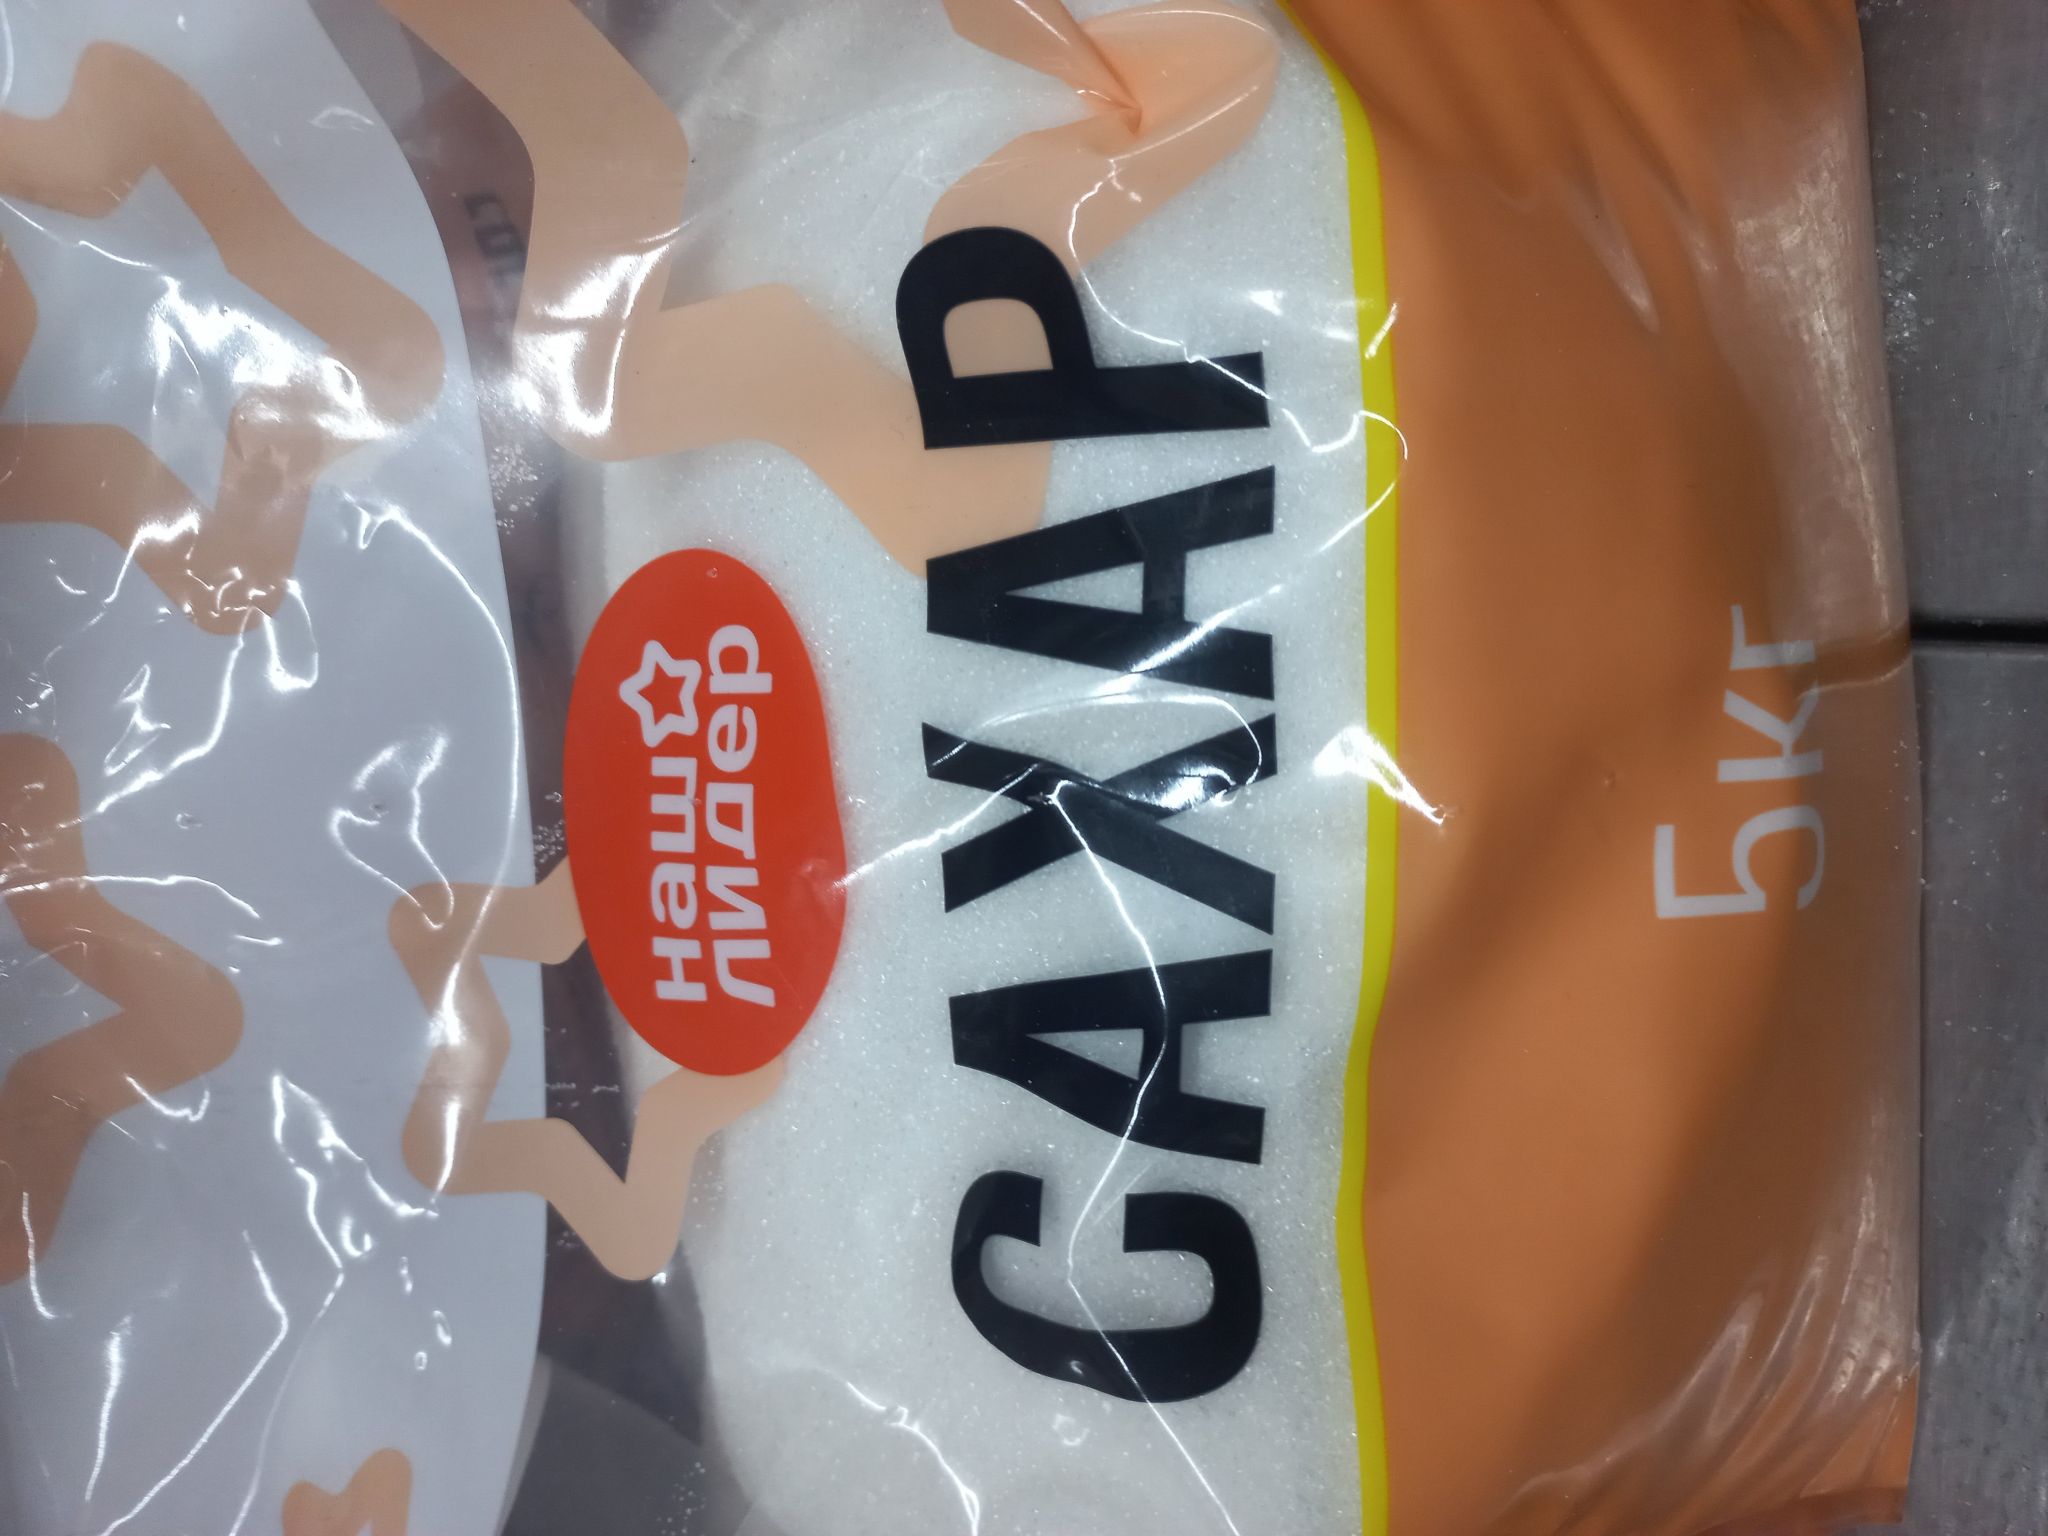 наш
лидер
САХАР
5кг